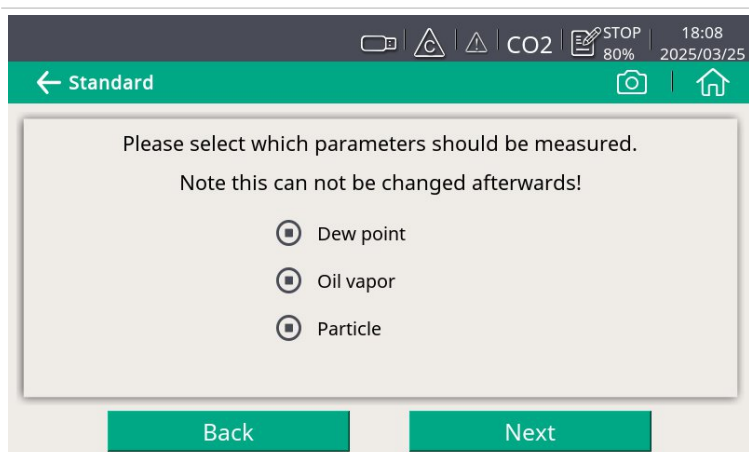 CO2
STOP
80%
18:08
2025/03/25
Standard
Please select which parameters should be measured.
Note this can not be changed afterwards!
Dew point
Oil vapor
Particle
Back
Next